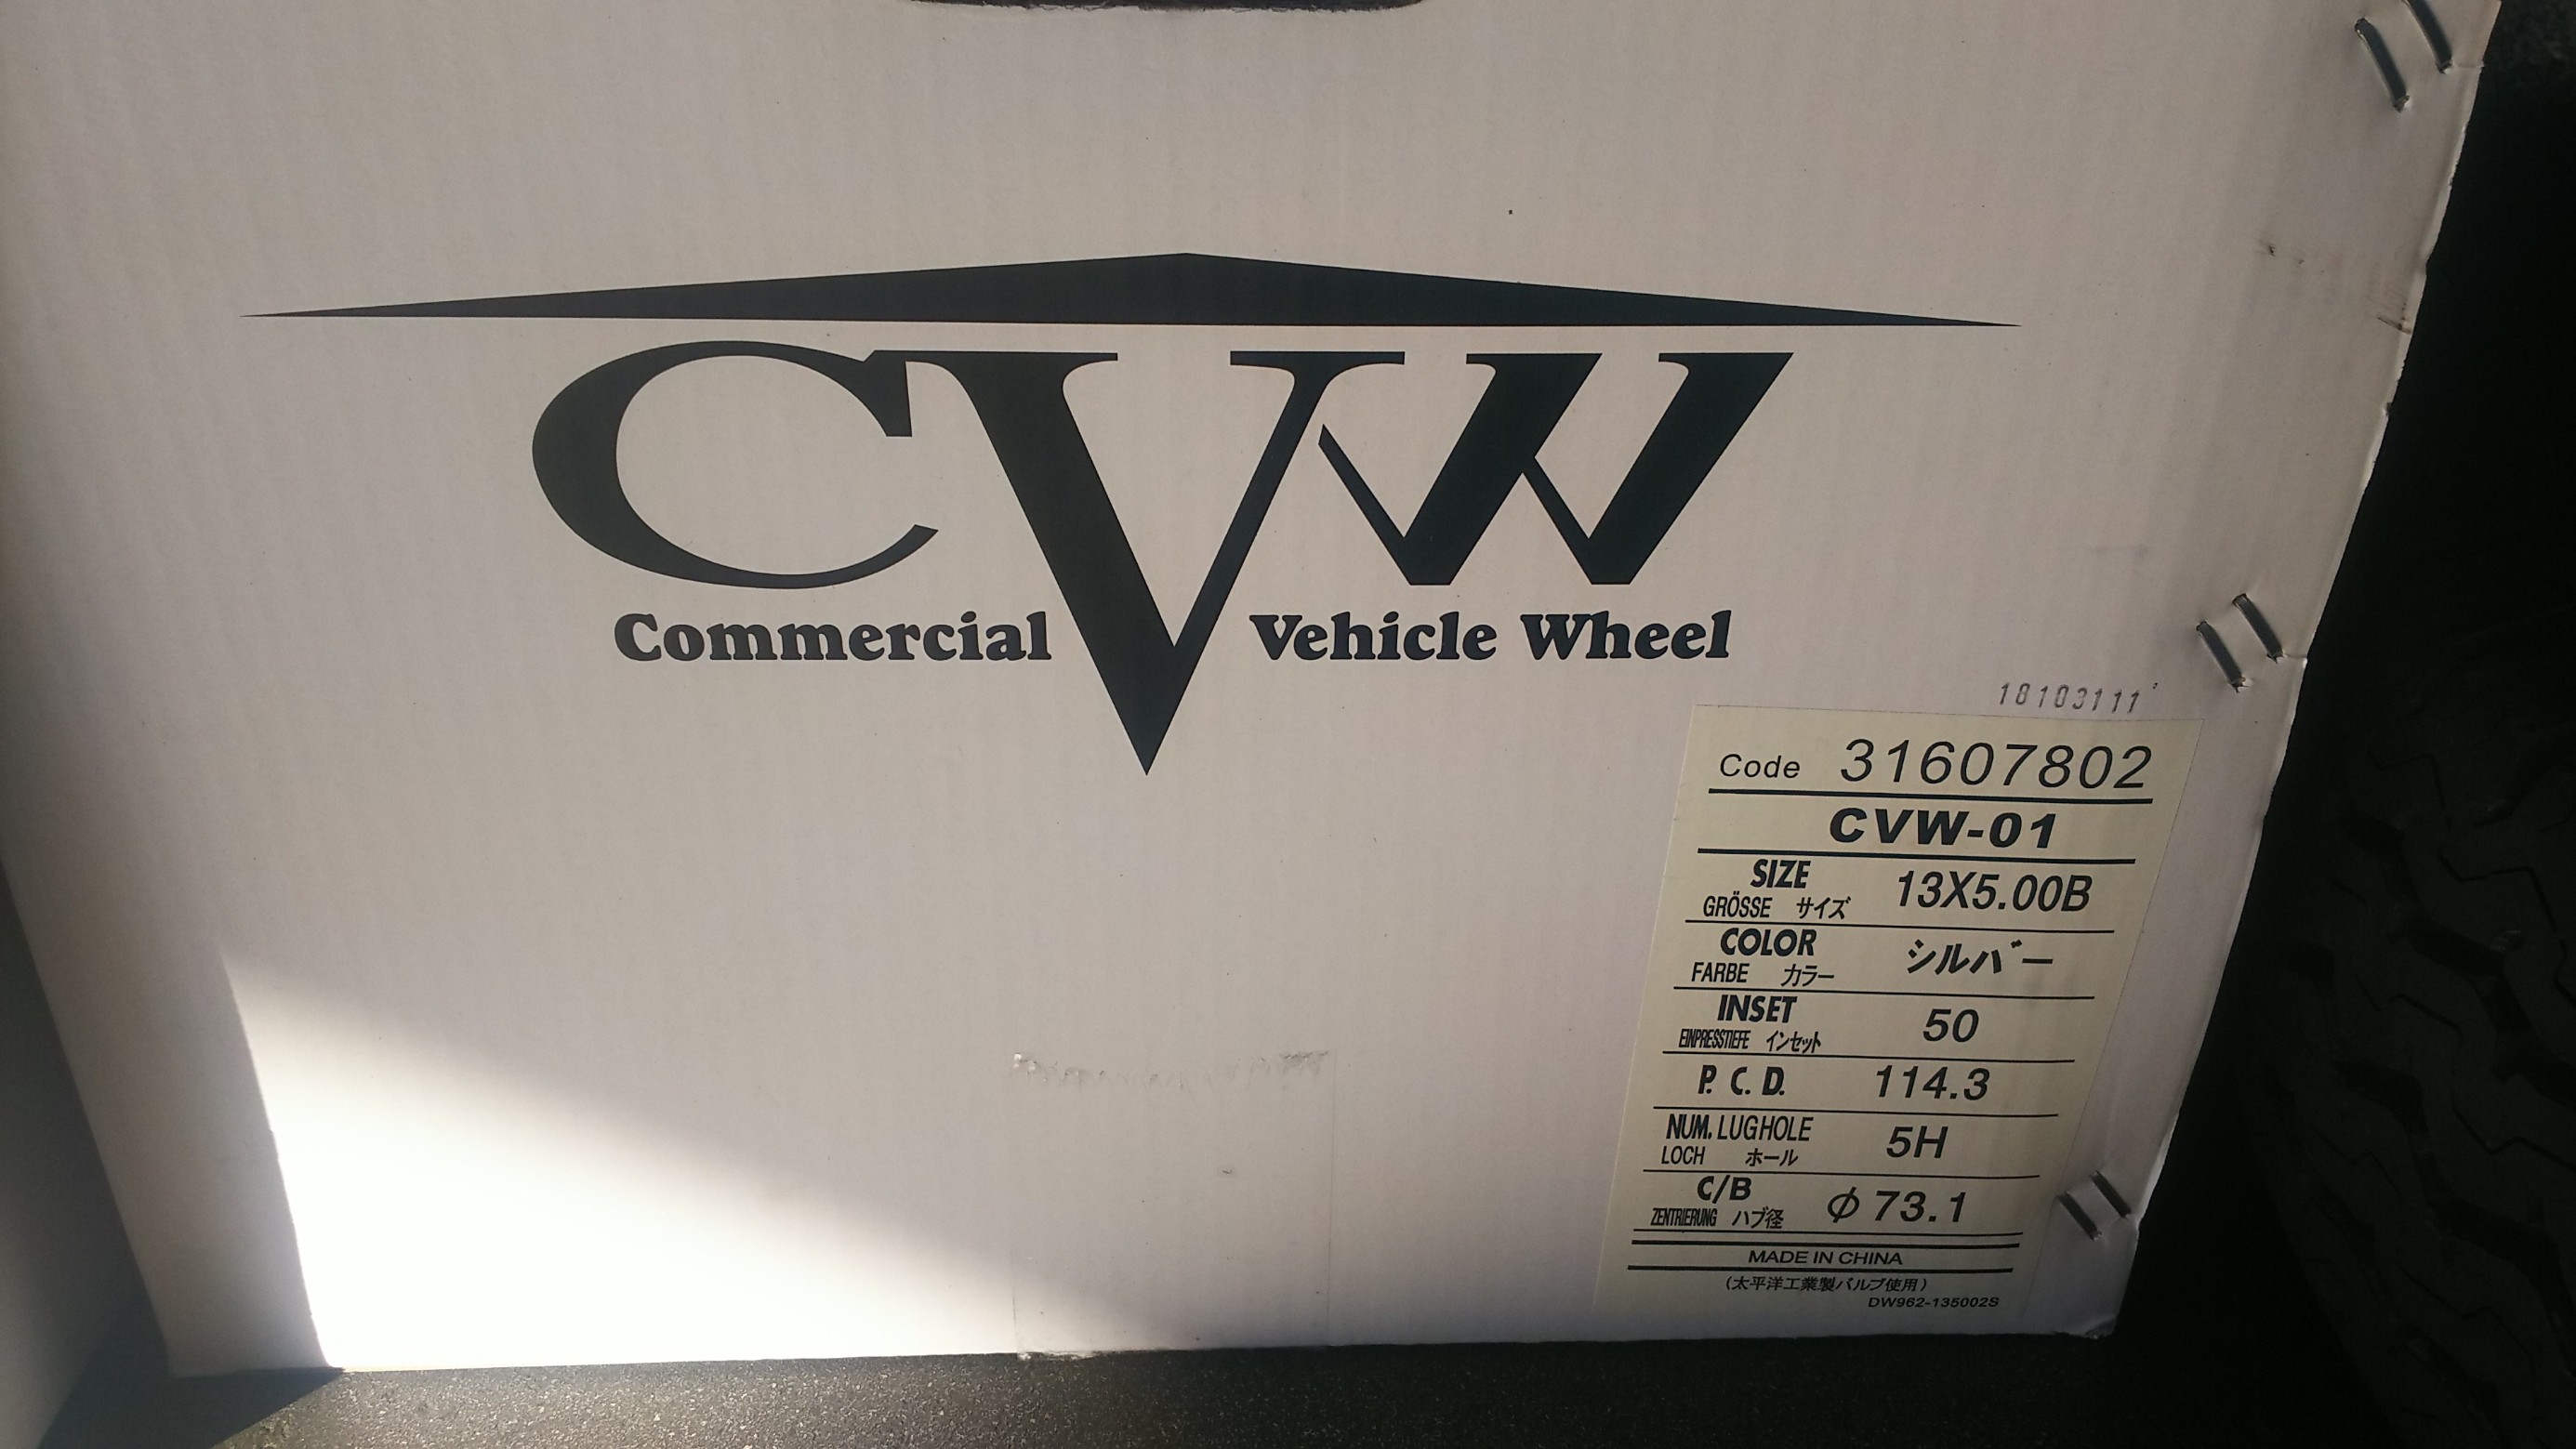 CVW
Commercial Vehicle Wheel
18103111
Code 31607802
CVW-01
SIZE 13X5.00B
GRÖSSE サイズ
COLOR シルバー
FARBE カラー
INSET 50
EINPRESSTIEFE インセット
P. C. D. 114.3
NUM. LUGHOLE 5H
LOCH ホール
C/B φ 73.1
ZENTRIERUNG ハブ径
MADE IN CHINA
(太平洋工業製バルブ使用)
DW962-135002S